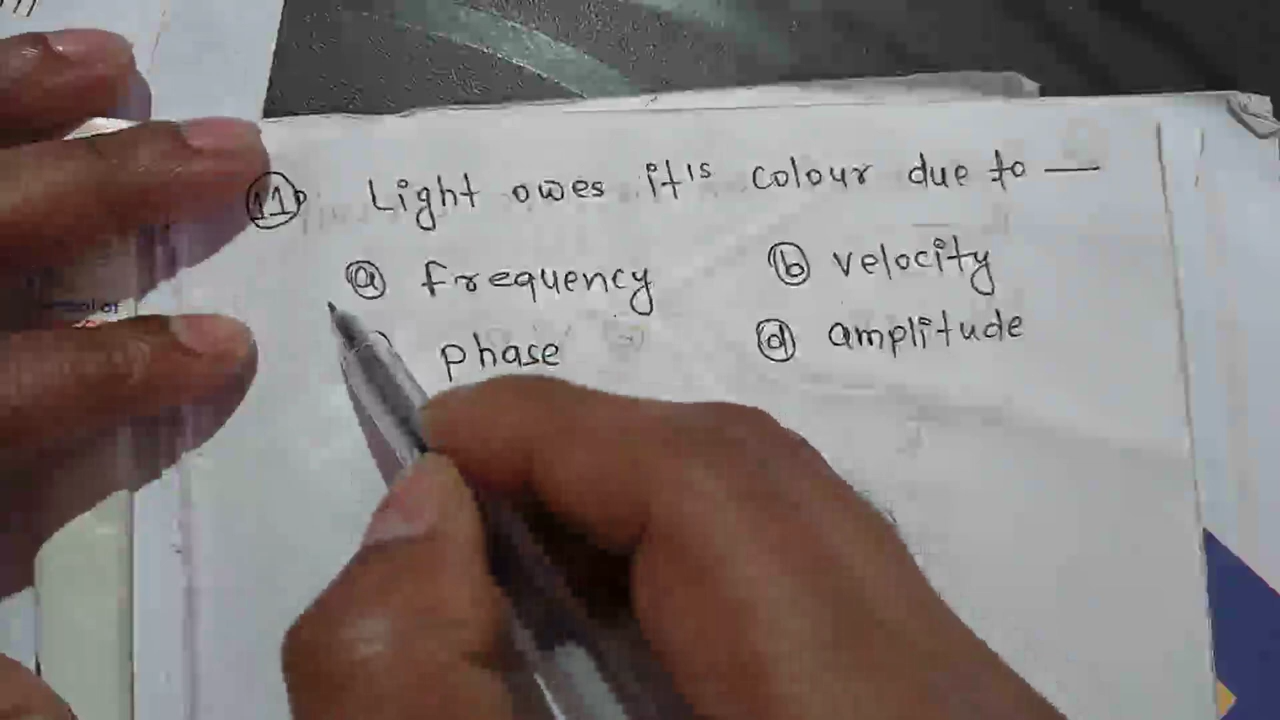 11 Light owes it's colour due to —
a frequency b velocity
phase d amplitude